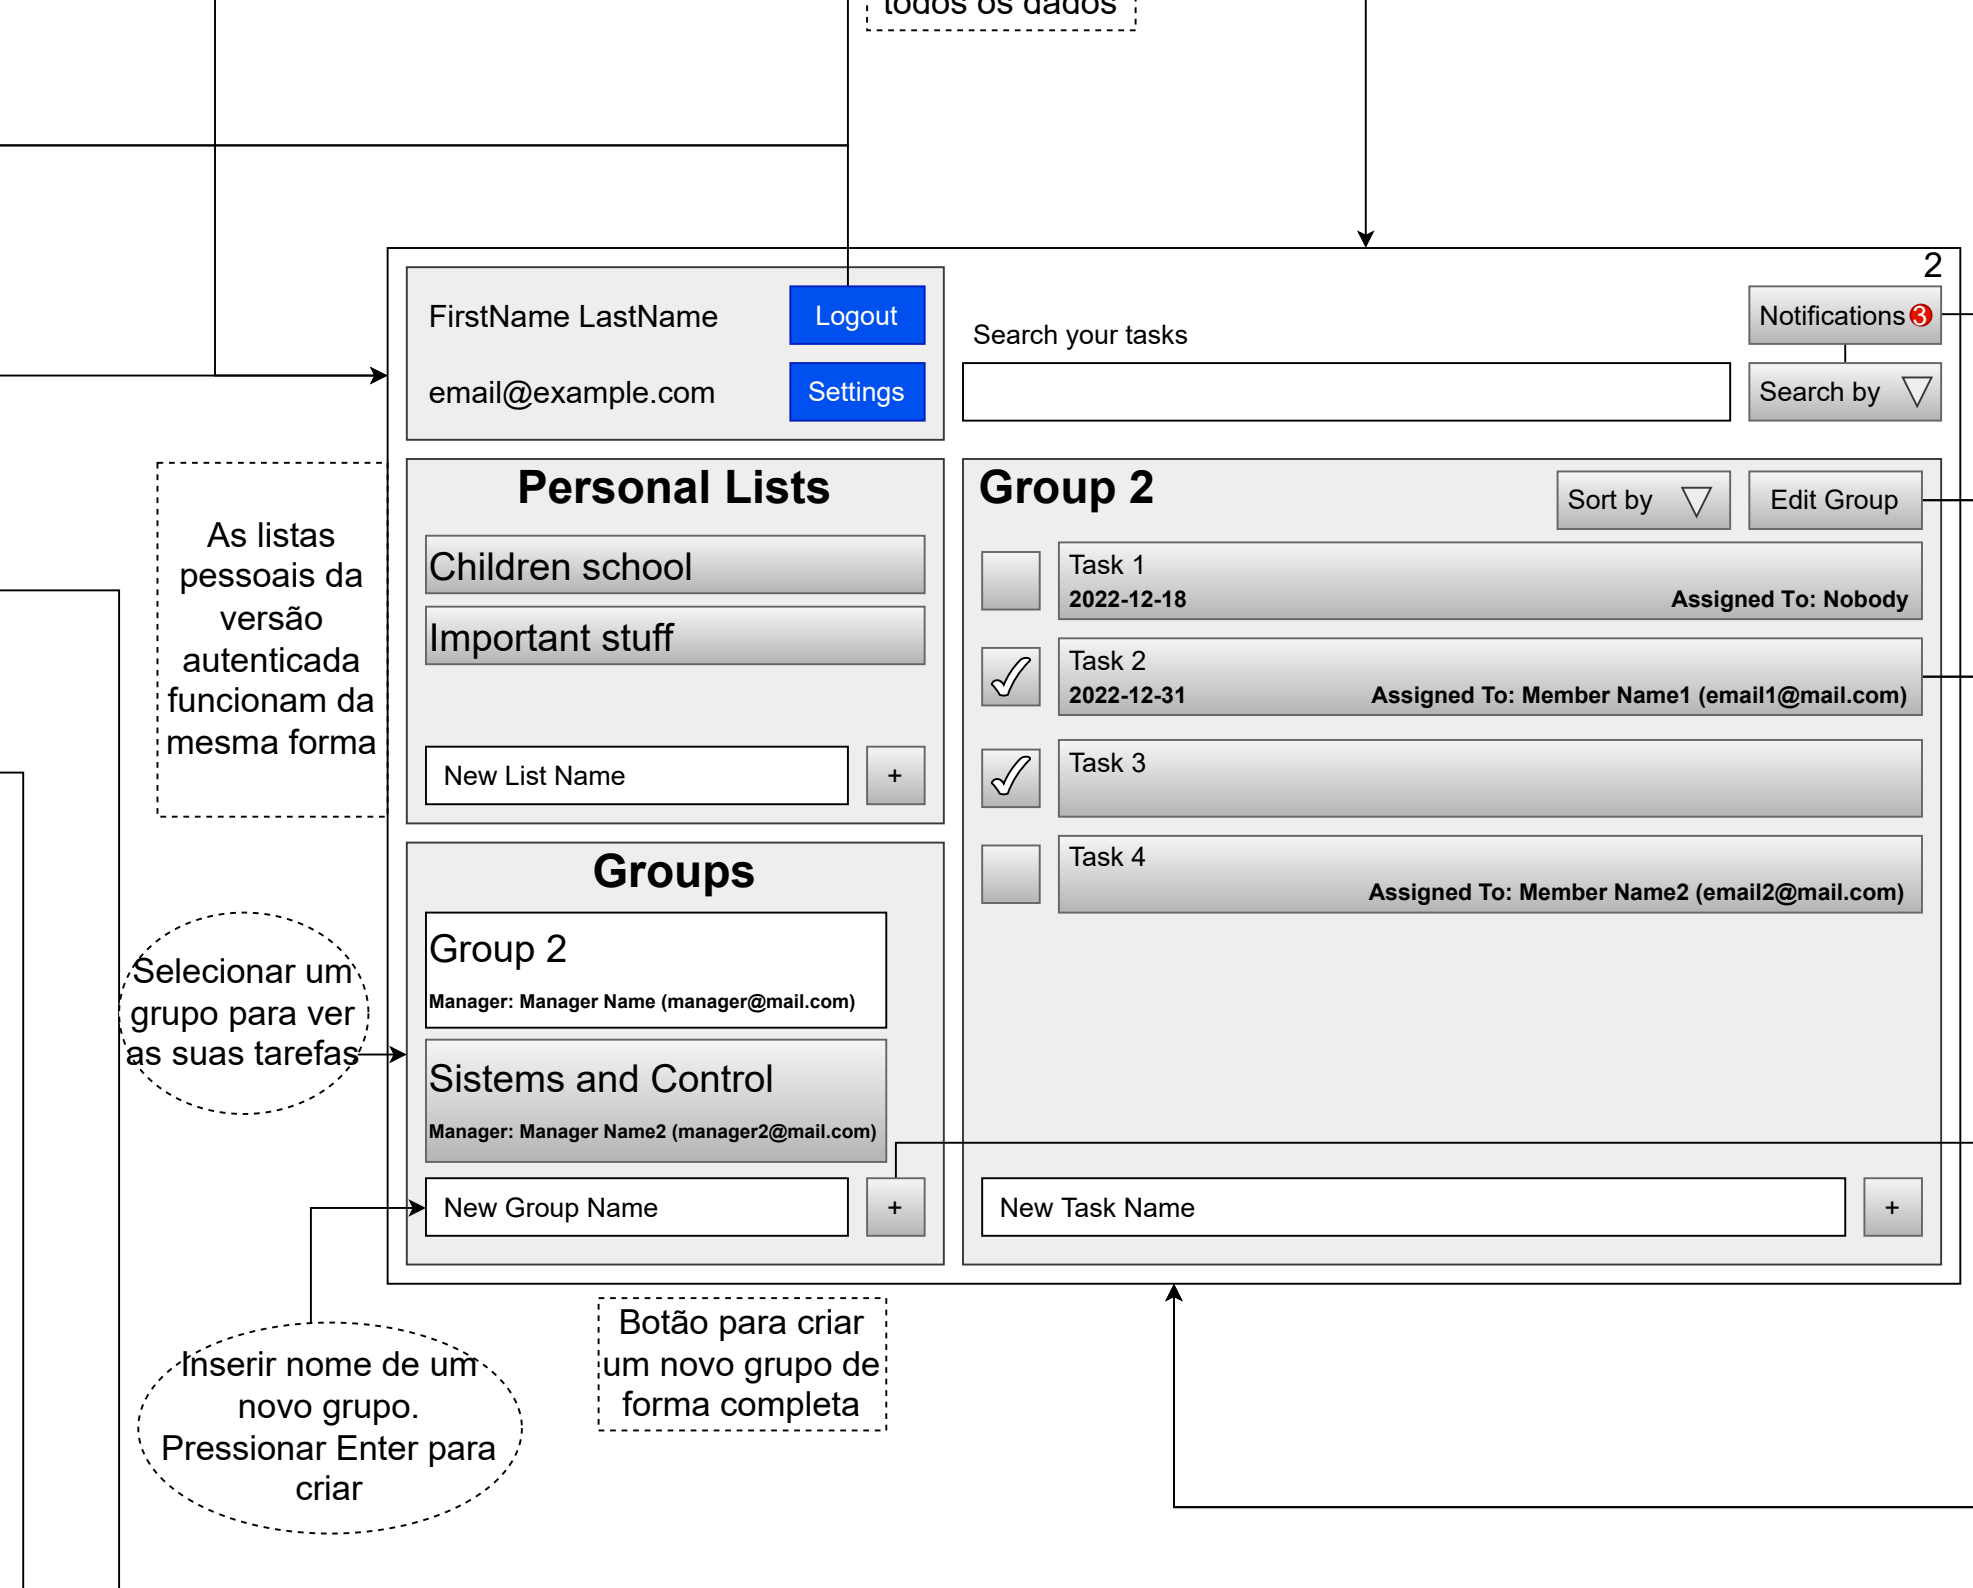 todos os dados
2
FirstName LastName
Logout
email@example.com
Settings
Search your tasks
Notifications 3
Search by
As listas
pessoais da
versão
autenticada
funcionam da
mesma forma
Personal Lists
Children school
Important stuff
New List Name
+
Group 2
Sort by
Edit Group
Task 1
2022-12-18
Assigned To: Nobody
Task 2
2022-12-31
Assigned To: Member Name1 (email1@mail.com)
Task 3
Task 4
Assigned To: Member Name2 (email2@mail.com)
Selecionar um
grupo para ver
as suas tarefas
Groups
Group 2
Manager: Manager Name (manager@mail.com)
Sistems and Control
Manager: Manager Name2 (manager2@mail.com)
New Group Name
+
New Task Name
+
Inserir nome de um
novo grupo.
Pressionar Enter para
criar
Botão para criar
um novo grupo de
forma completa